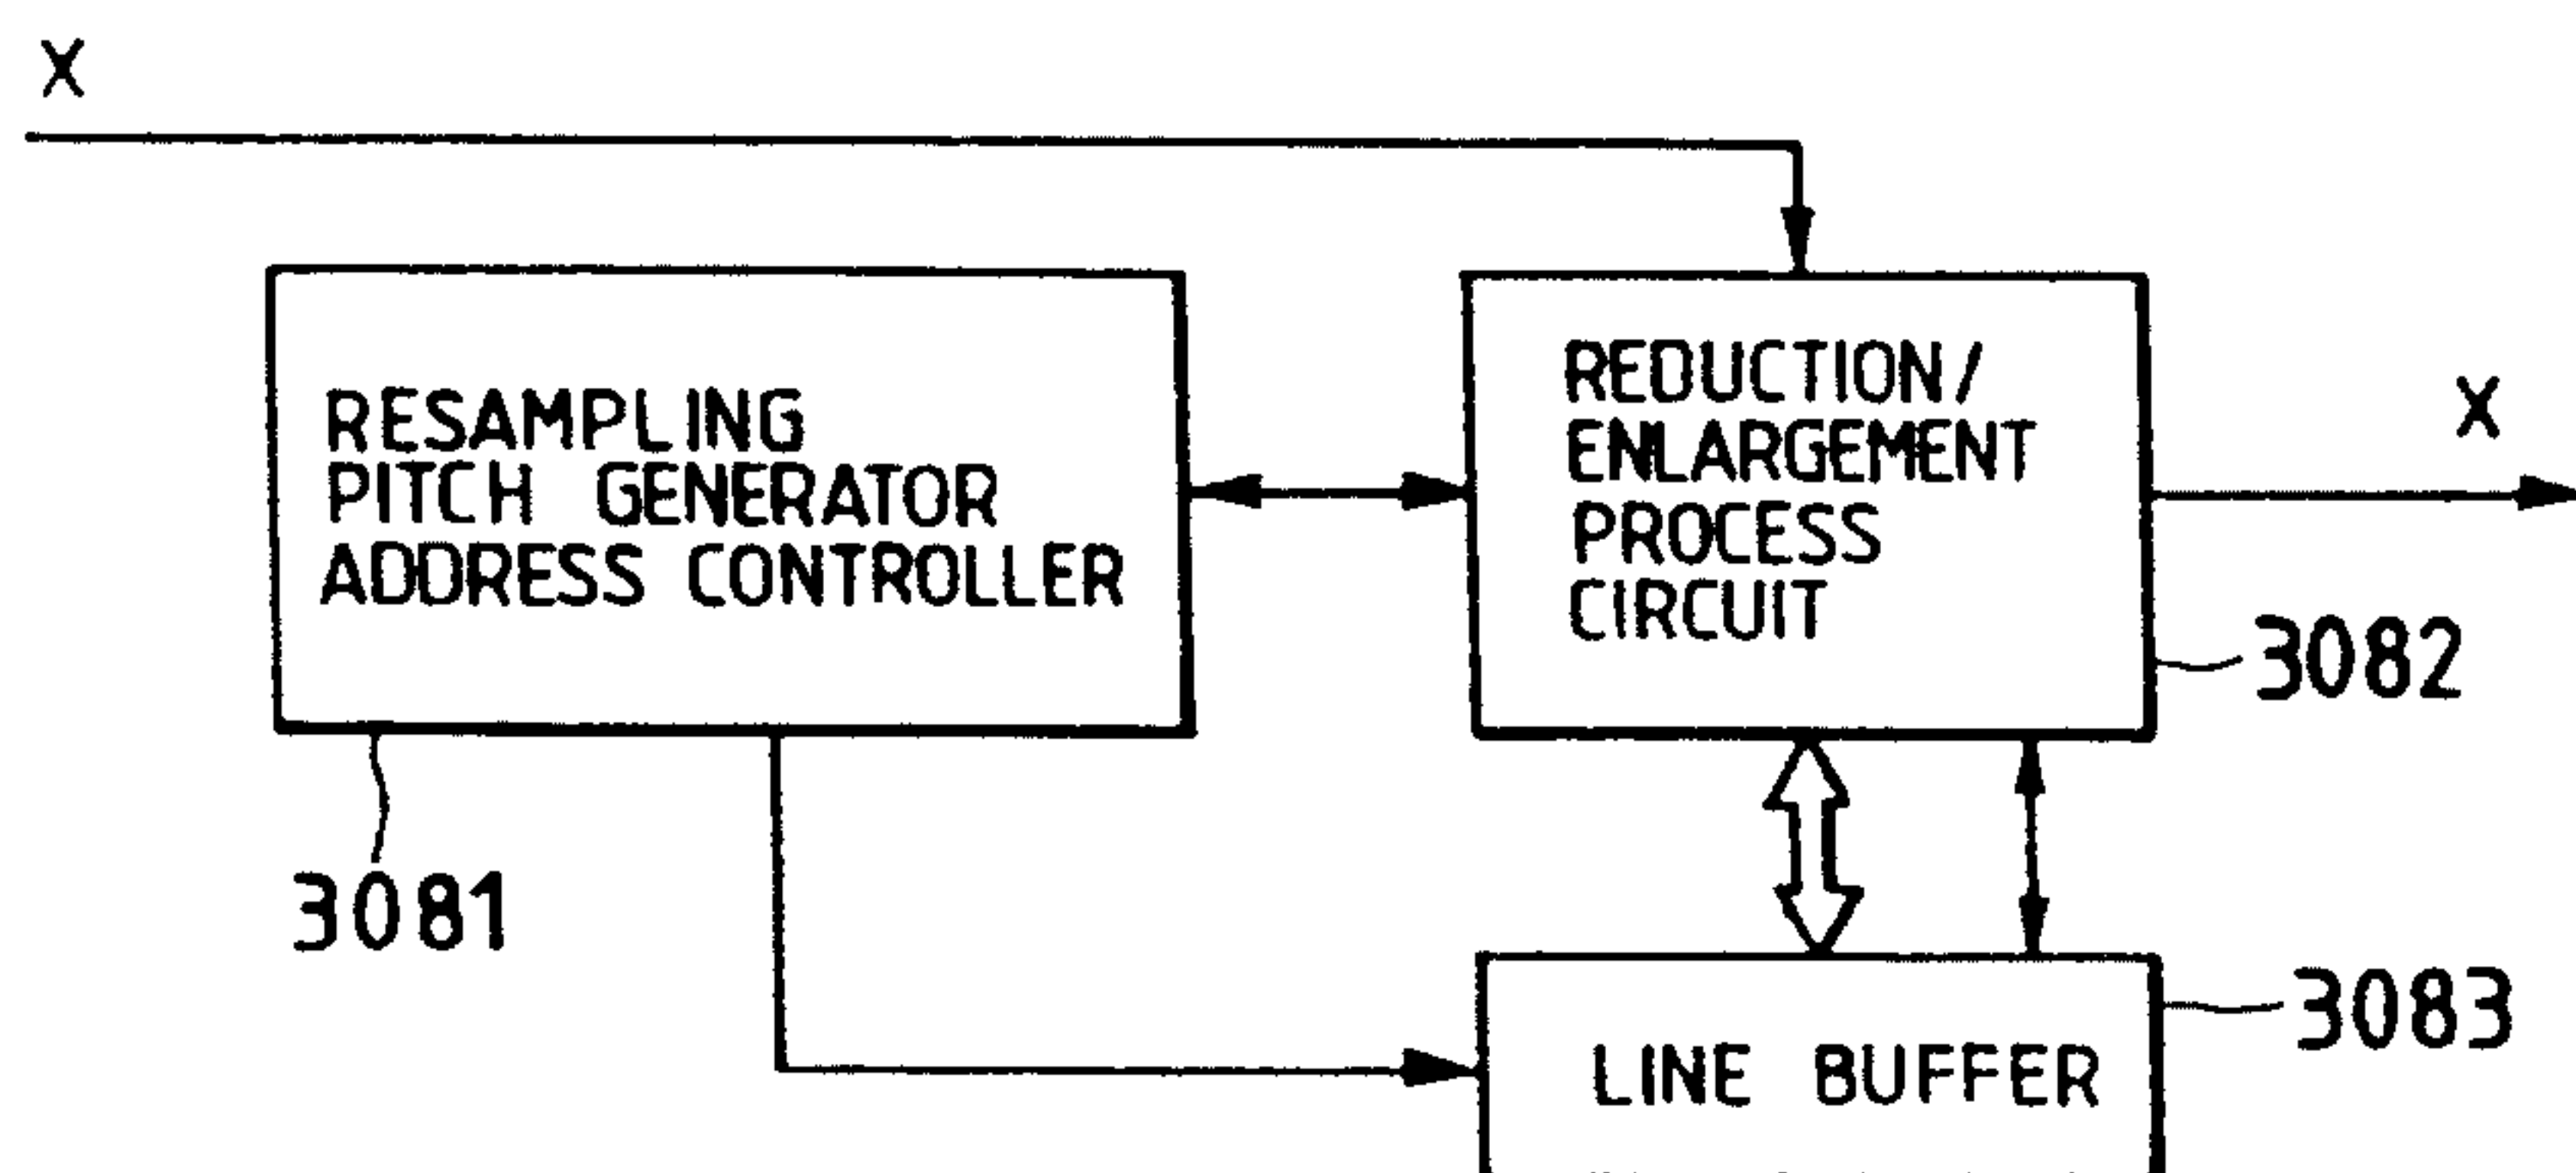 X
RESAMPLING
PITCH GENERATOR
ADDRESS CONTROLLER
REDUCTION/
ENLARGEMENT
PROCESS
CIRCUIT
X
3082
3081
3083
LINE BUFFER